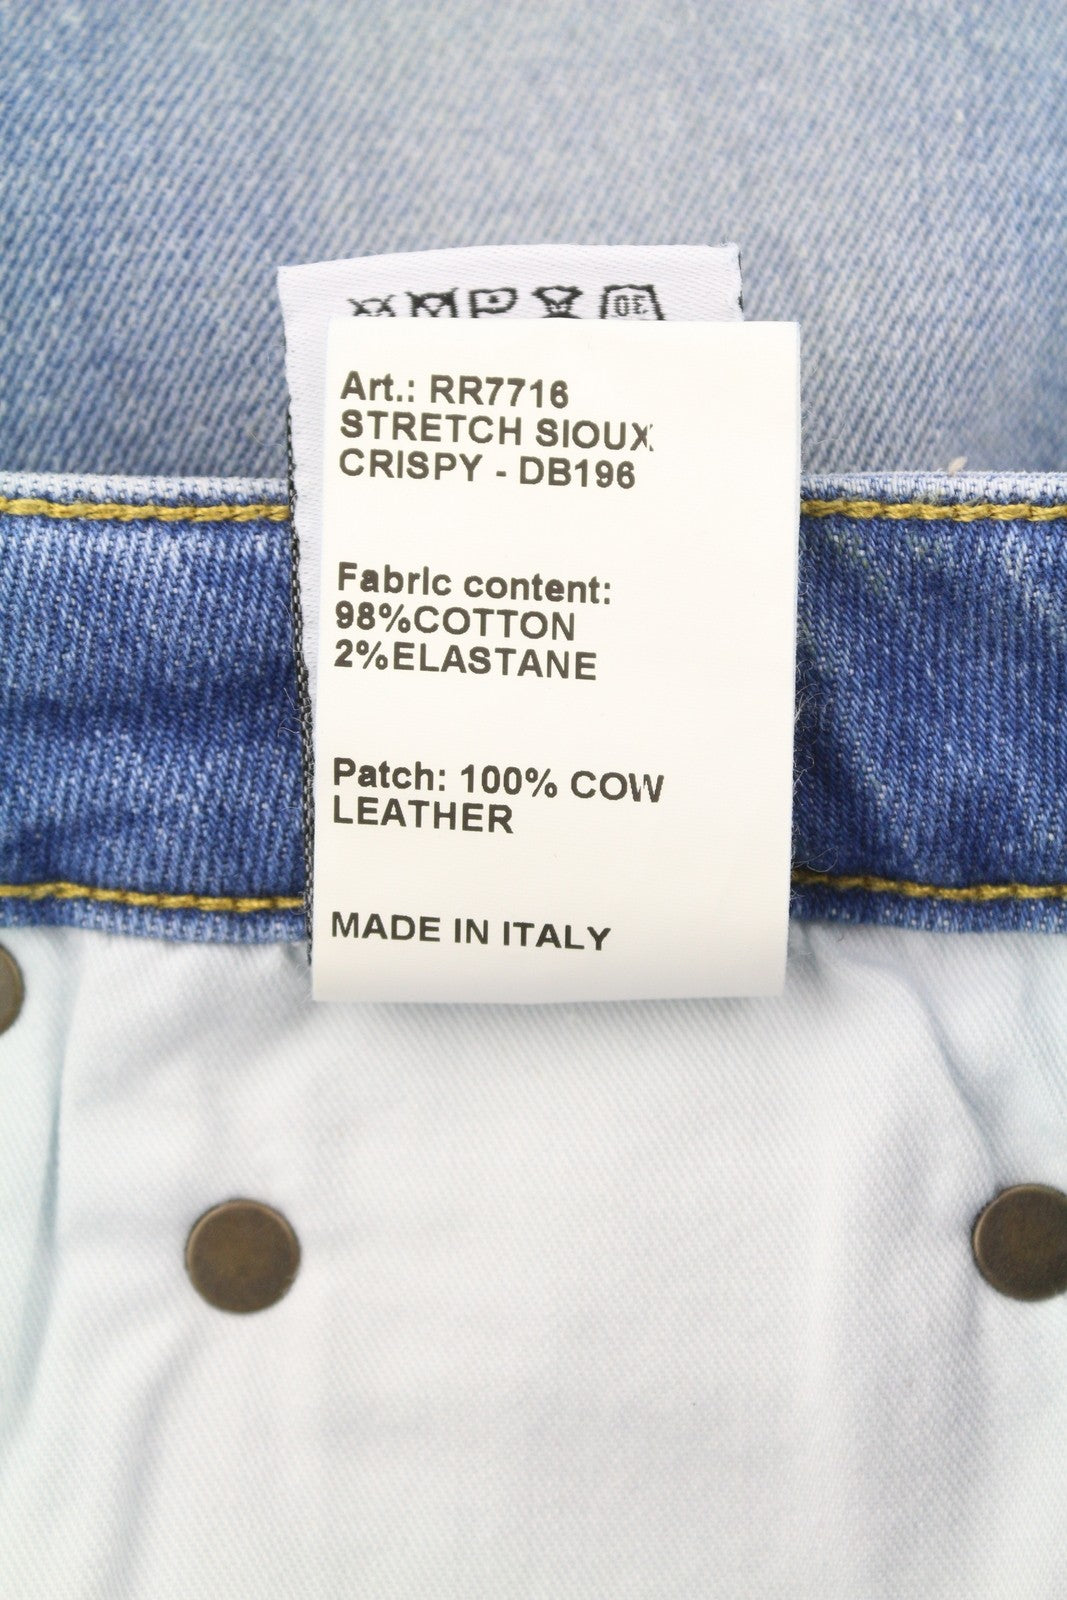 Art.: RR7716
STRETCH SIOUX
CRISPY - DB196
Fabric content:
98%COTTON
2%ELASTANE
Patch: 100% COW
LEATHER
MADE IN ITALY